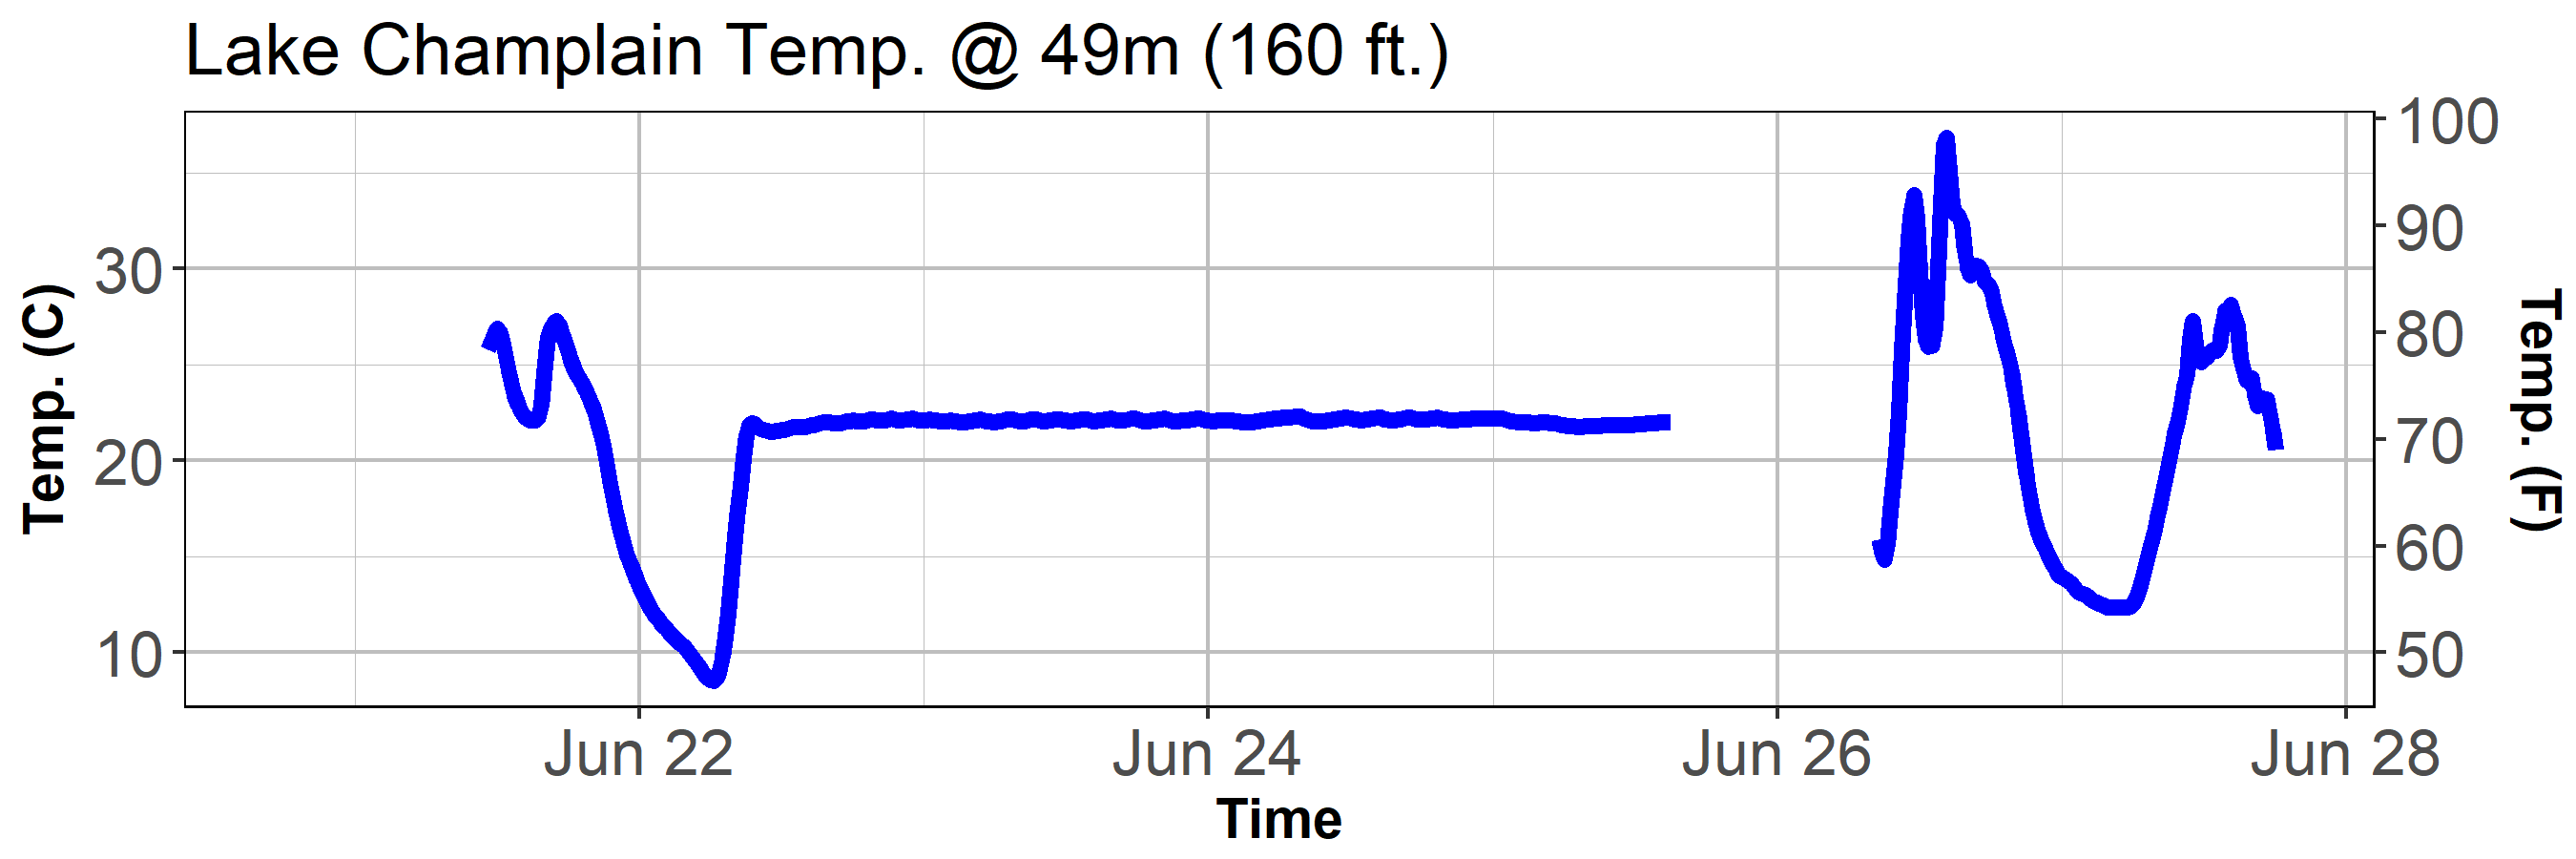 Lake Champlain Temp. @ 49m (160 ft.)
100
90
80
70
60
50
30
20
10
Temp. (C)
Temp. (F)
Jun 22
Jun 24
Jun 26
Jun 28
Time